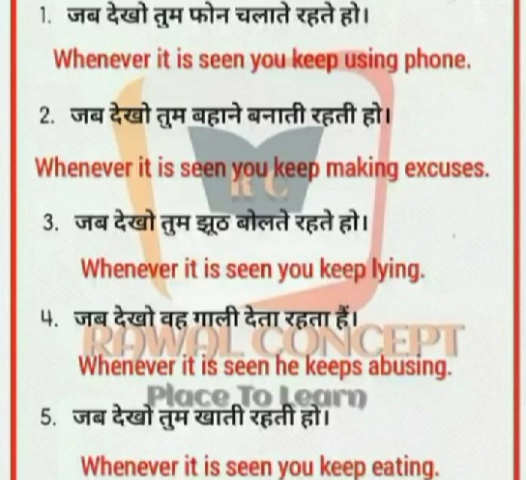 1. जब देखो तुम फोन चलाते रहते हो।
Whenever it is seen you keep using phone.
2. जब देखो तुम बहाने बनाती रहती हो।
Whenever it is seen you keep making excuses.
RC
3. जब देखो तुम झूठ बोलते रहते हो।
Whenever it is seen you keep lying.
4. जब देखो वह गाली देता रहता हैं।
RAWAL CONCEPT
Whenever it is seen he keeps abusing.
Place To Learn
5. जब देखो तुम खाती रहती हो।
Whenever it is seen you keep eating.